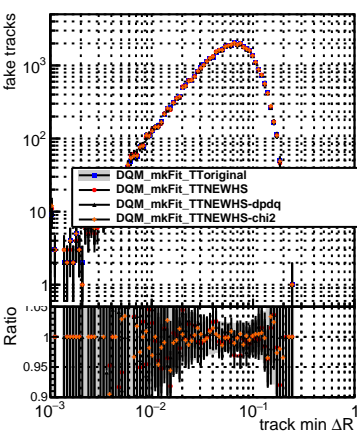 fake tracks
10³
10²
10
1
DQM_mkFit_TToriginal
DQM_mkFit_TTNEWHS
DQM_mkFit_TTNEWHS-dpdq
DQM_mkFit_TTNEWHS-chi2
Ratio
1.05
1
0.95
0.9
10⁻³ 10⁻² 10⁻¹ 1
track min ΔR